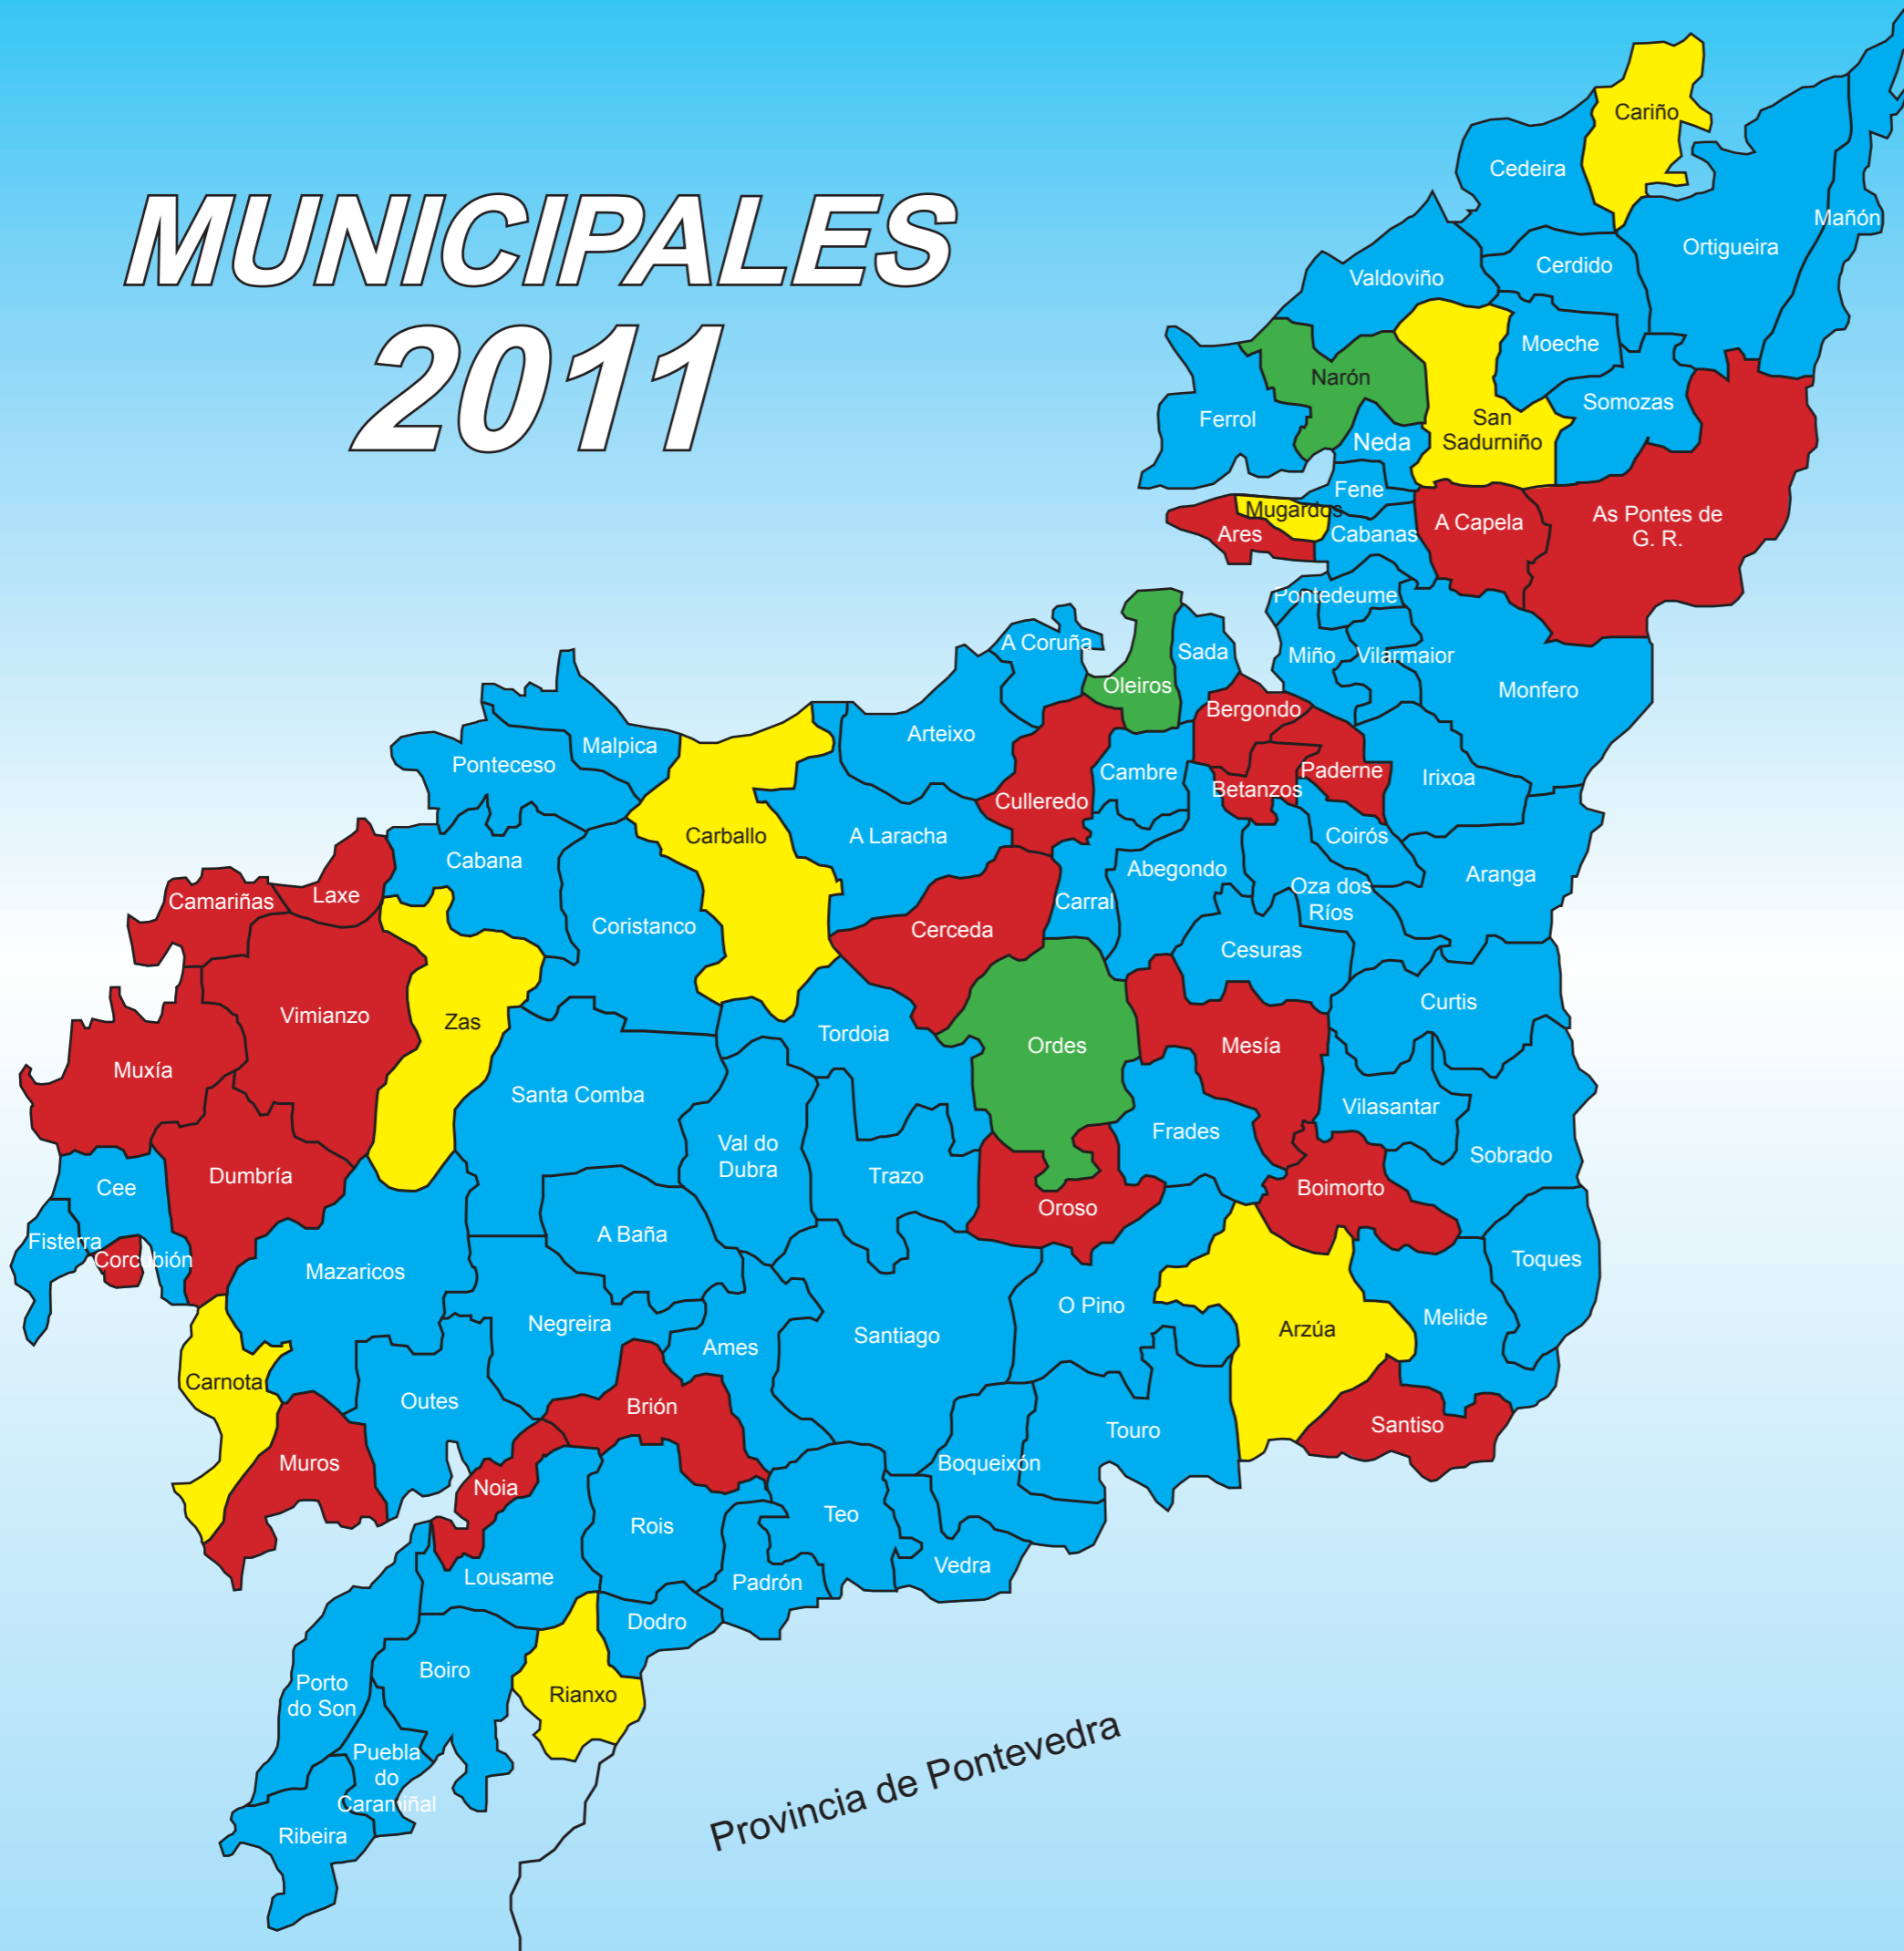 MUNICIPALES
2011
Cariño
Cedeira
Mañón
Ortigueira
Cerdido
Valdoviño
Moeche
Narón
Somozas
Ferrol
San
Sadurniño
Neda
Fene
Mugardos
As Pontes de
G. R.
A Capela
Ares
Cabanas
Pontedeume
A Coruña
Sada
Miño
Vilarmaior
Oleiros
Monfero
Bergondo
Arteixo
Malpica
Ponteceso
Cambre
Paderne
Irixoa
Betanzos
Culleredo
Carballo
A Laracha
Coirós
Cabana
Abegondo
Aranga
Oza dos
Ríos
Laxe
Camariñas
Carral
Coristanco
Cerceda
Cesuras
Curtis
Vimianzo
Zas
Tordoia
Ordes
Mesía
Muxía
Santa Comba
Vilasantar
Frades
Val do
Dubra
Sobrado
Dumbría
Trazo
Cee
Boimorto
Oroso
A Baña
Fisterra
Corcubión
Toques
Mazaricos
O Pino
Melide
Negreira
Arzúa
Santiago
Ames
Carnota
Outes
Brión
Santiso
Touro
Muros
Boqueixón
Noia
Teo
Rois
Vedra
Lousame
Padrón
Dodro
Boiro
Porto
do Son
Rianxo
Puebla
do
Caramiñal
Ribeira
Provincia de Pontevedra